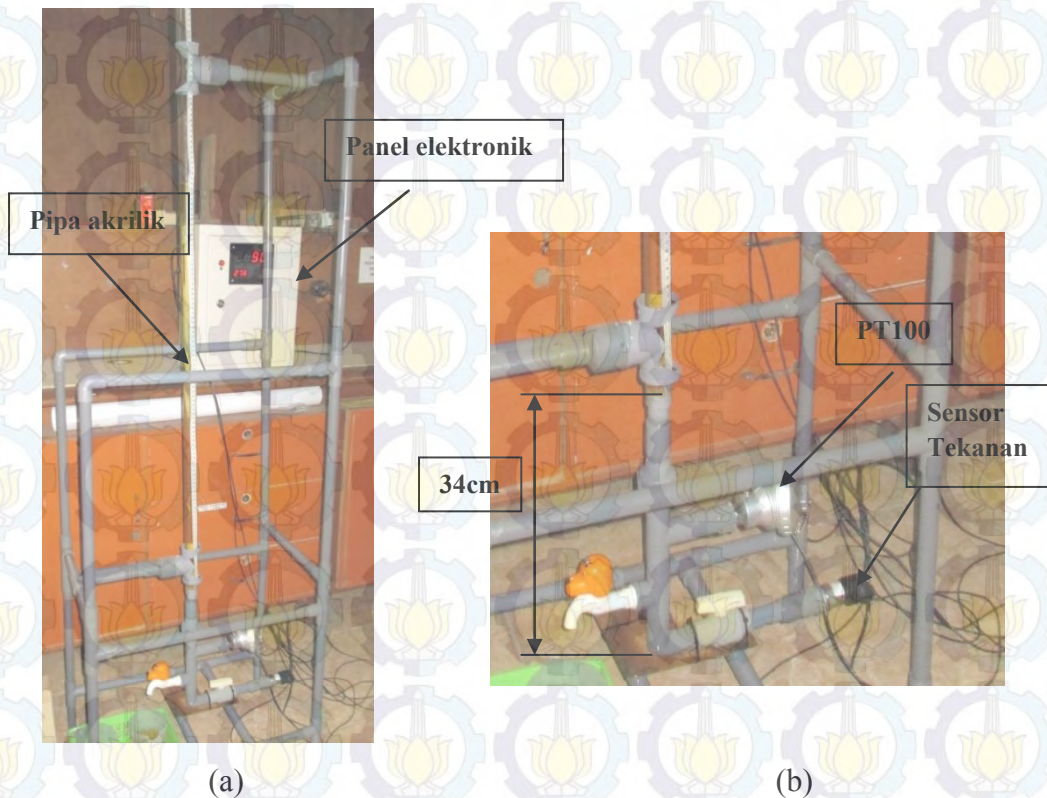 Panel elektronik
Pipa akrilik
PT100
Sensor
Tekanan
34cm
(a)
(b)